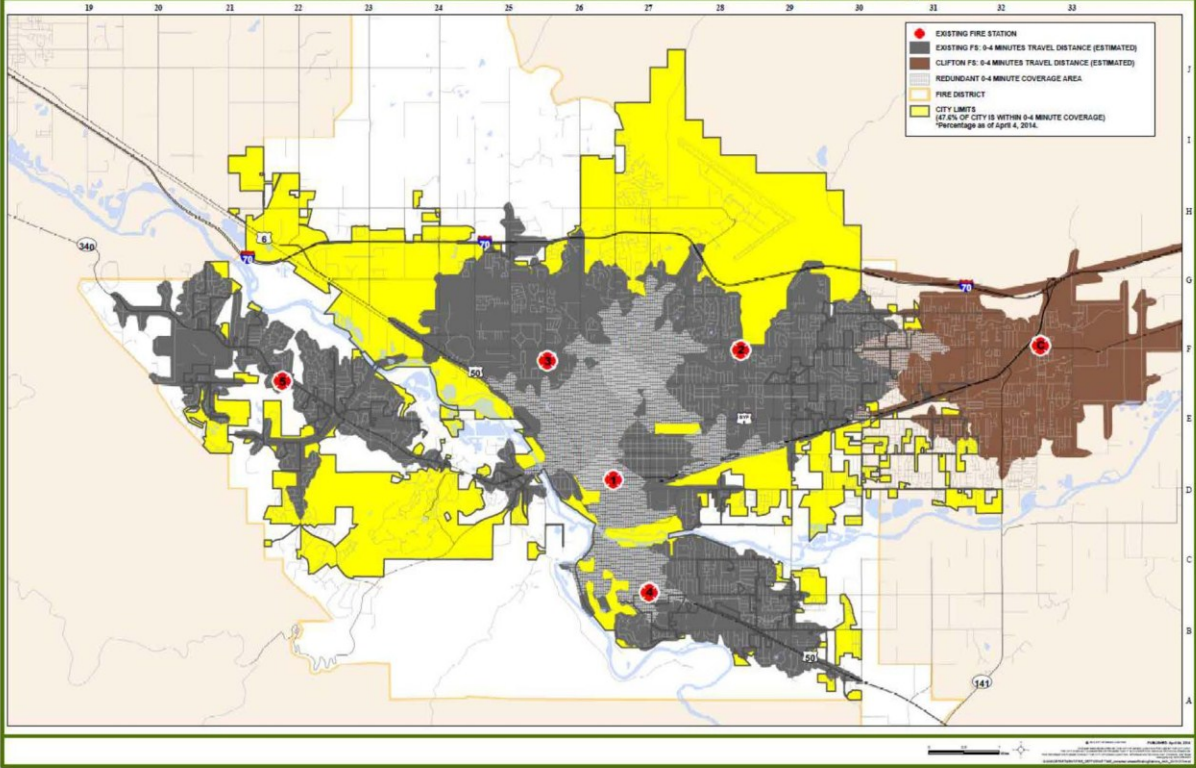 19 20 21 22 23 24 25 26 27 28 29 30 31 32 33
EXISTING FIRE STATION
EXISTING FS: 0-4 MINUTES TRAVEL DISTANCE (ESTIMATED)
CLIFTON FS: 0-4 MINUTES TRAVEL DISTANCE (ESTIMATED)
REDUNDANT 0-4 MINUTE COVERAGE AREA
FIRE DISTRICT
CITY LIMITS
(47.6% OF CITY IS WITHIN 0-4 MINUTE COVERAGE)
*Percentage as of April 4, 2014.
J
I
H
6
70
340
70
G
70
2
C
F
3
50
5
E
1
D
C
4
B
50
141
A